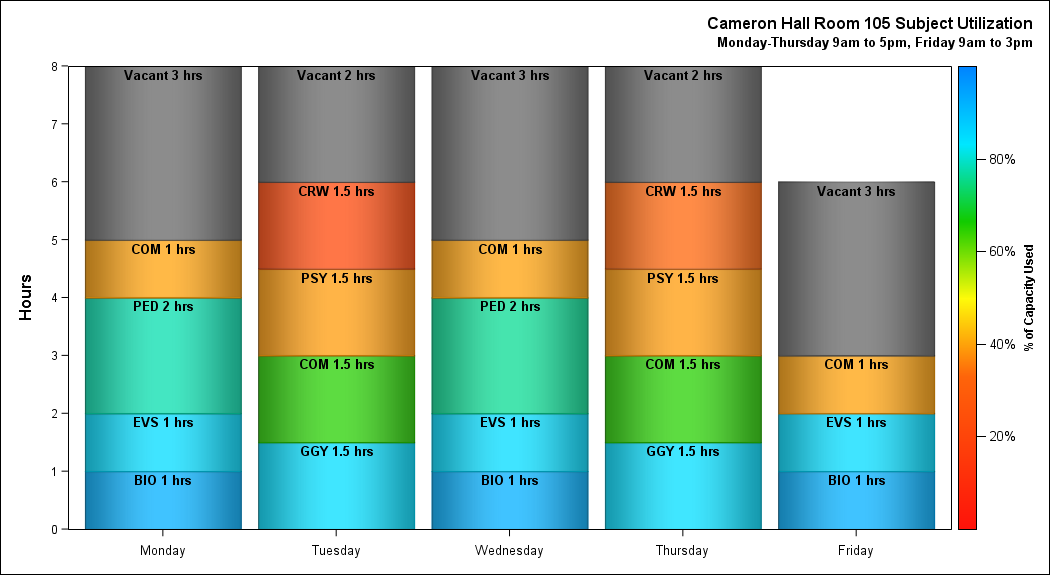 Cameron Hall Room 105 Subject Utilization
Monday-Thursday 9am to 5pm, Friday 9am to 3pm
Hours
8
7
6
5
4
3
2
1
0
Vacant 3 hrs
COM 1 hrs
PED 2 hrs
EVS 1 hrs
BIO 1 hrs
Monday
Vacant 2 hrs
CRW 1.5 hrs
PSY 1.5 hrs
COM 1.5 hrs
GGY 1.5 hrs
Tuesday
Vacant 3 hrs
COM 1 hrs
PED 2 hrs
EVS 1 hrs
BIO 1 hrs
Wednesday
Vacant 2 hrs
CRW 1.5 hrs
PSY 1.5 hrs
COM 1.5 hrs
GGY 1.5 hrs
Thursday
Vacant 3 hrs
COM 1 hrs
EVS 1 hrs
BIO 1 hrs
Friday
80%
60%
40%
20%
% of Capacity Used